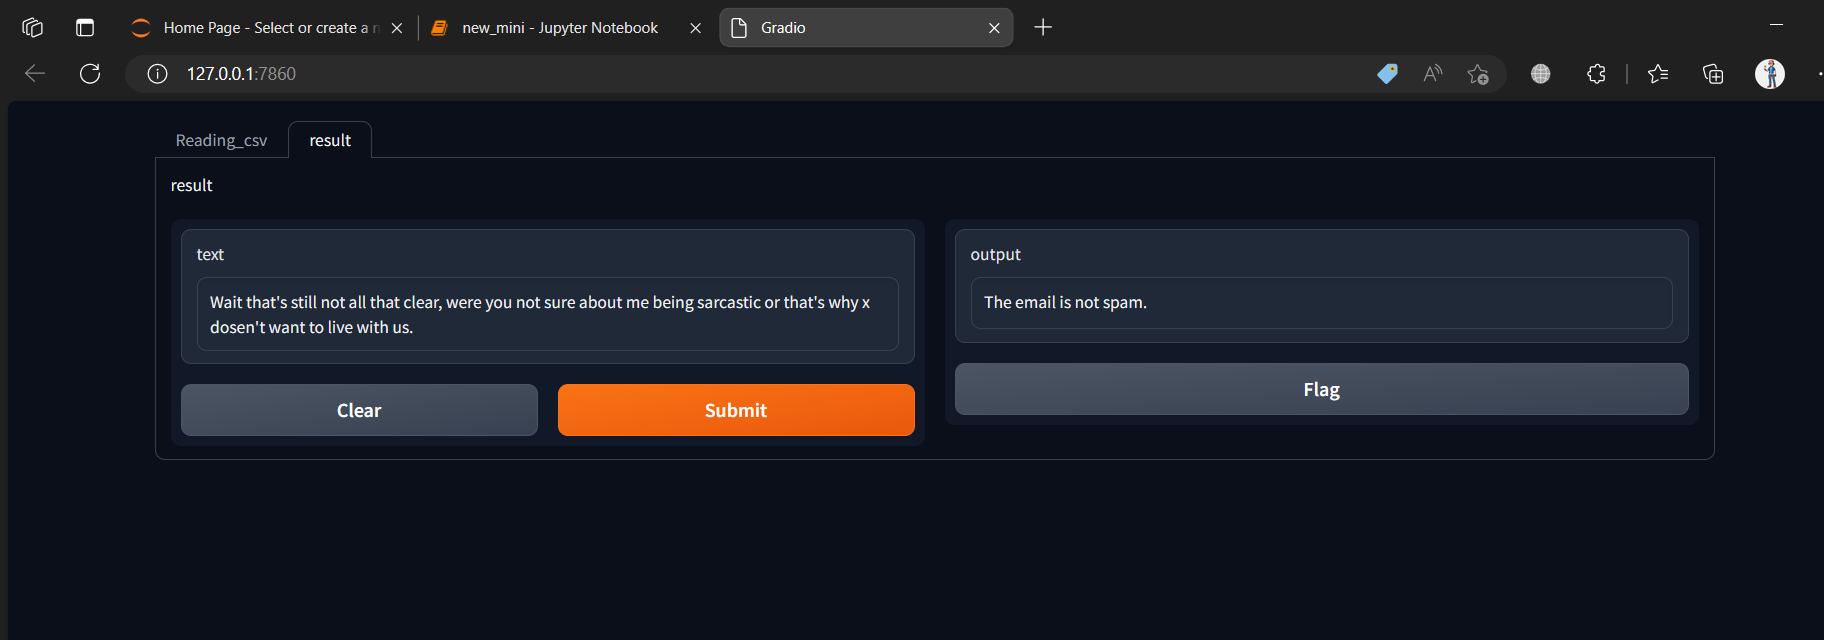 Home Page - Select or create a n
new_mini - Jupyter Notebook
Gradio
127.0.0.1:7860
Reading_csv
result
result
text
Wait that's still not all that clear, were you not sure about me being sarcastic or that's why x
dosen't want to live with us.
Clear
Submit
output
The email is not spam.
Flag